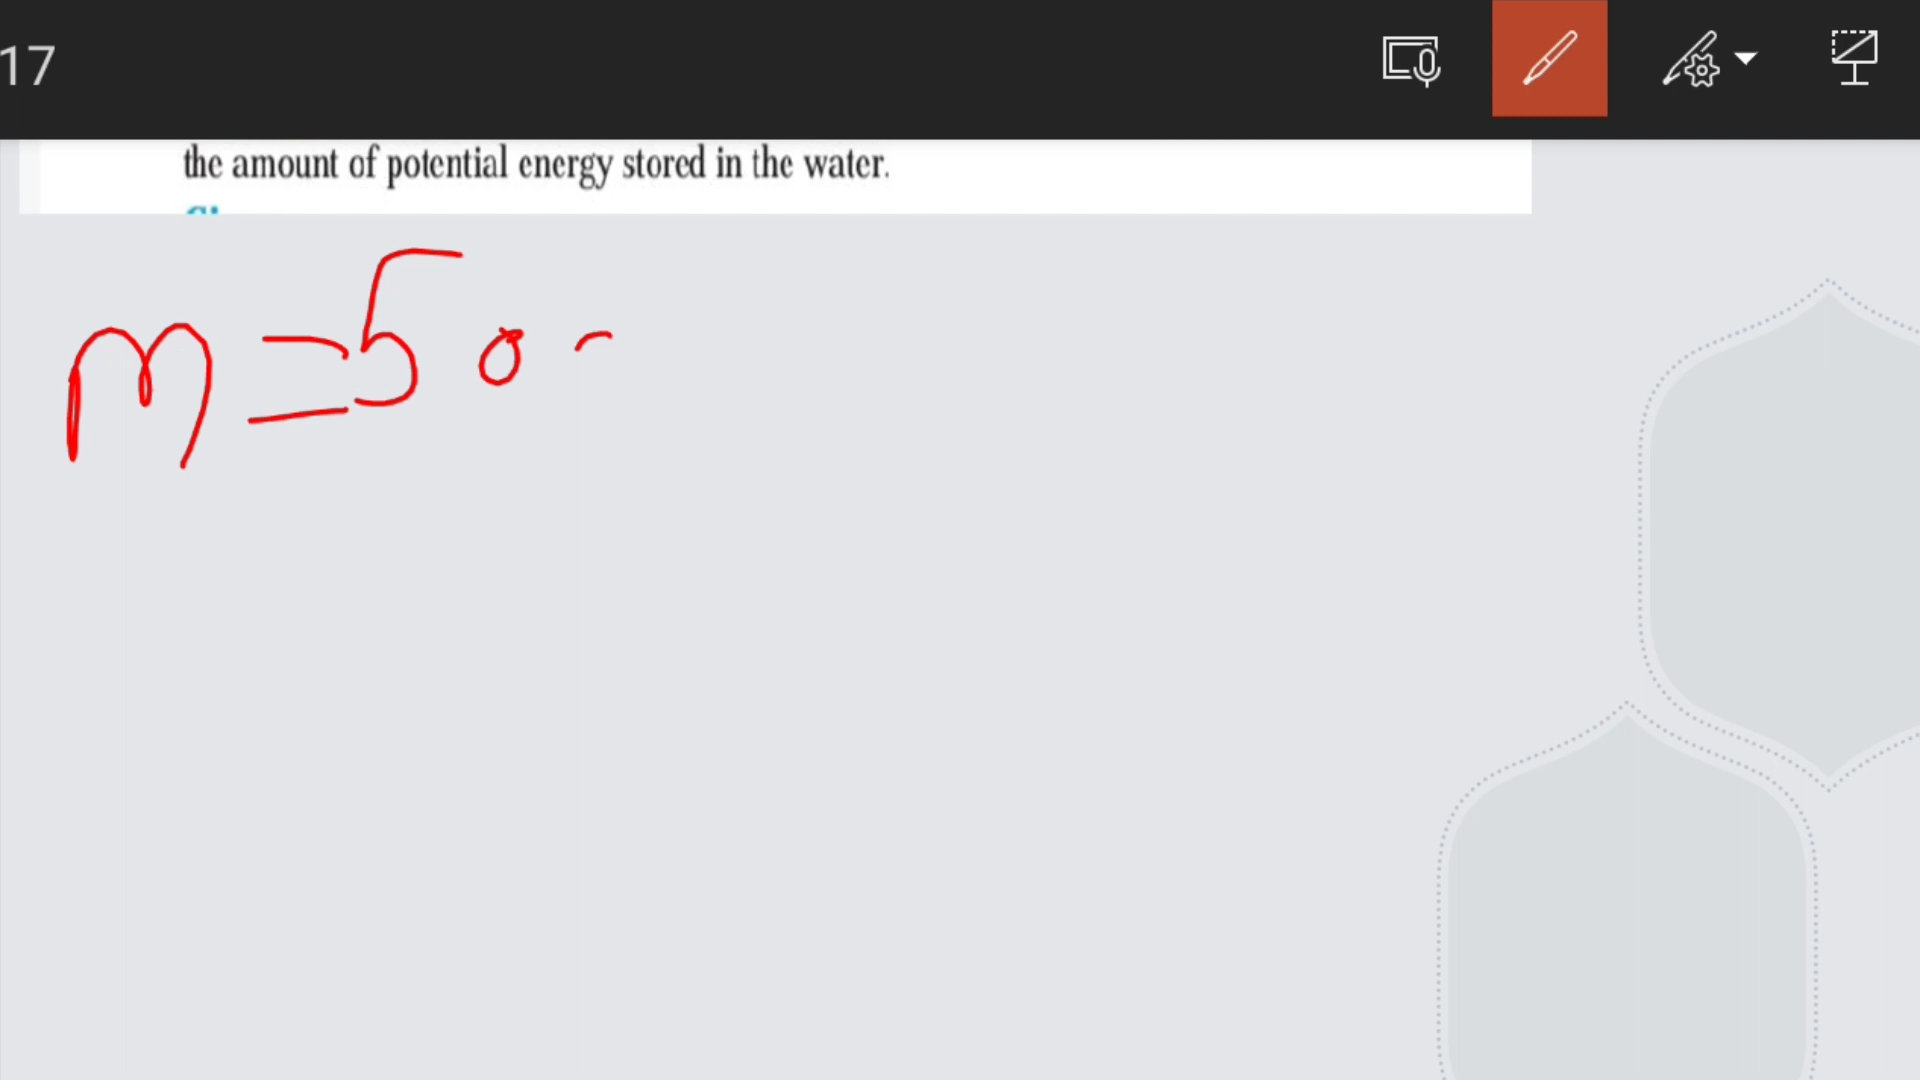 17
the amount of potential energy stored in the water.
m = 50